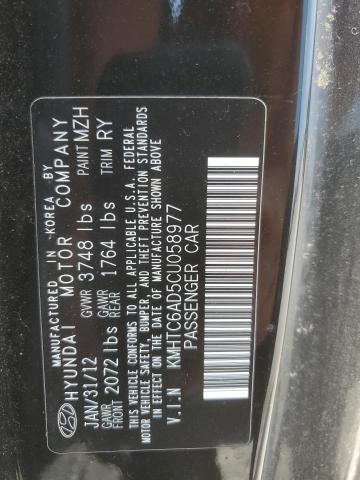 MANUFACTURED IN -KOREA BY
HYUNDAI MOTOR COMPANY
JAN/31/12 GVWR 3748 lbs PAINT MZH
GAWR FRONT 2072 lbs GAWR REAR 1764 lbs TRIM RY
THIS VEHICLE CONFORMS TO ALL APPLICABLE U.S.A. FEDERAL
MOTOR VEHICLE SAFETY, BUMPER, AND THEFT PREVENTION STANDARDS
IN EFFECT ON THE DATE OF MANUFACTURE SHOWN ABOVE.
V.I.N KMHTC6AD5CU058977
PASSENGER CAR